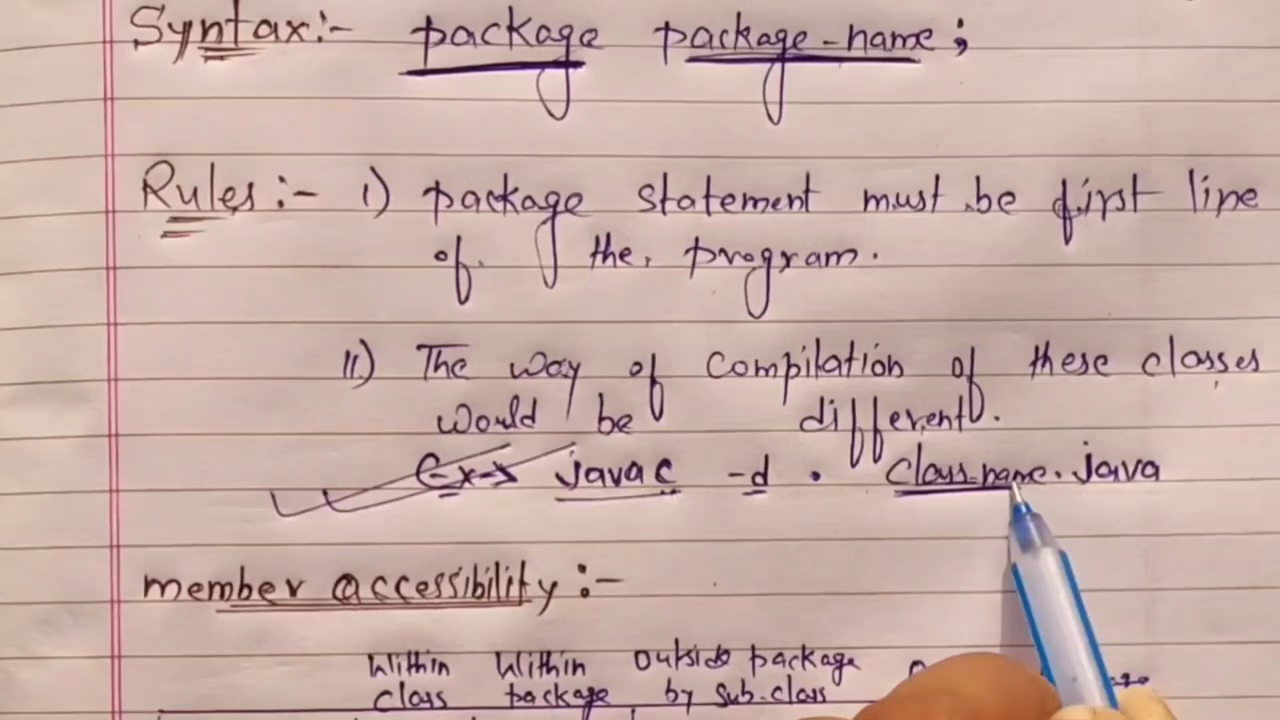 Syntax:- package package-name;
Rules:- i) package statement must be first line
of the program.
ii) The way of compilation of these classes
would be different.
Ex→ javac -d . Class-name.java
member accessibility:-
Within Within Outside package
class package by sub-class